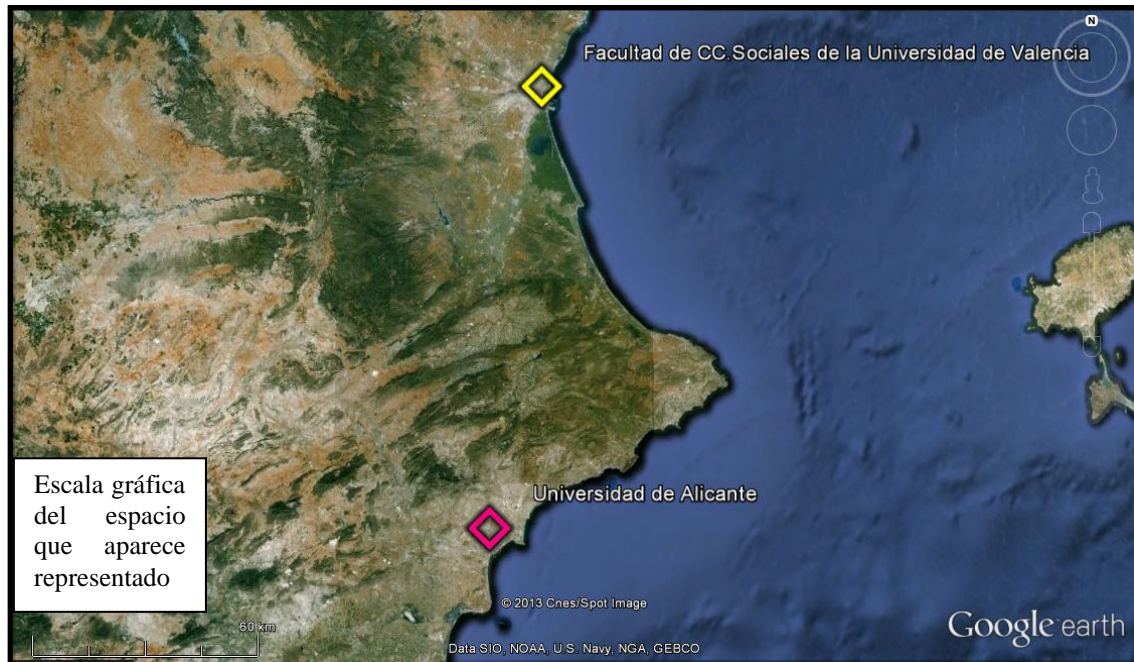 N
Facultad de CC.Sociales de la Universidad de Valencia
Universidad de Alicante
Escala gráfica
del espacio
que aparece
representado
© 2013 Cnes/Spot Image
60 km
Data SIO, NOAA, U.S. Navy, NGA, GEBCO
Google earth